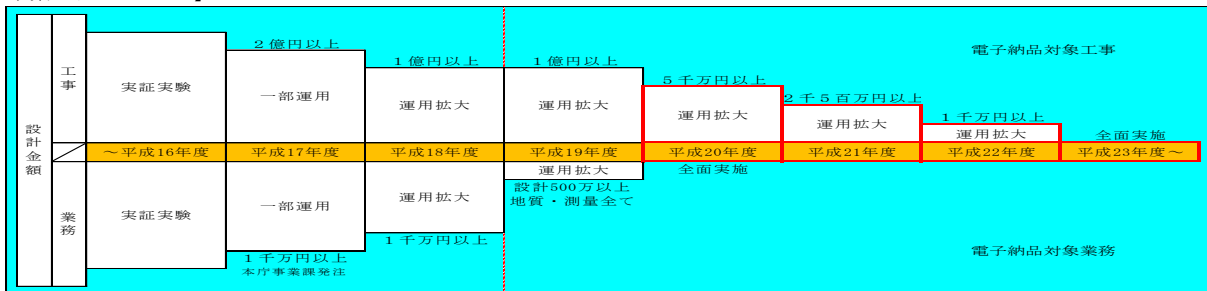 設計金額
工事
業務
実証実験
2億円以上
一部運用
1億円以上
運用拡大
1億円以上
運用拡大
5千万円以上
運用拡大
2千5百万円以上
運用拡大
1千万円以上
運用拡大
全面実施
電子納品対象工事
~平成16年度
平成17年度
平成18年度
平成19年度
平成20年度
平成21年度
平成22年度
平成23年度~
実証実験
一部運用
1千万円以上
本庁事業課発注
運用拡大
1千万円以上
運用拡大
設計500万以上
地質・測量全て
全面実施
電子納品対象業務